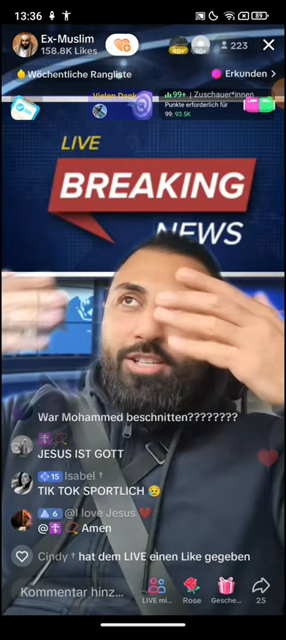 13:36
89
Ex-Muslim
158.8K Likes
40+
223
Wöchentliche Rangliste
Erkunden >
Vielen Dank
99+ | Zuschauer*innen
Punkte erforderlich für
99: 93.5K
LIVE
BREAKING
NEWS
War Mohammed beschnitten????????
JESUS IST GOTT
15 Isabel †
TIK TOK SPORTLICH 😥
6 @I love Jesus ❤️
@✝️📿 Amen
Cindy † hat dem LIVE einen Like gegeben
Kommentar hinz...
LIVE mi...
Rose
Gesche...
25